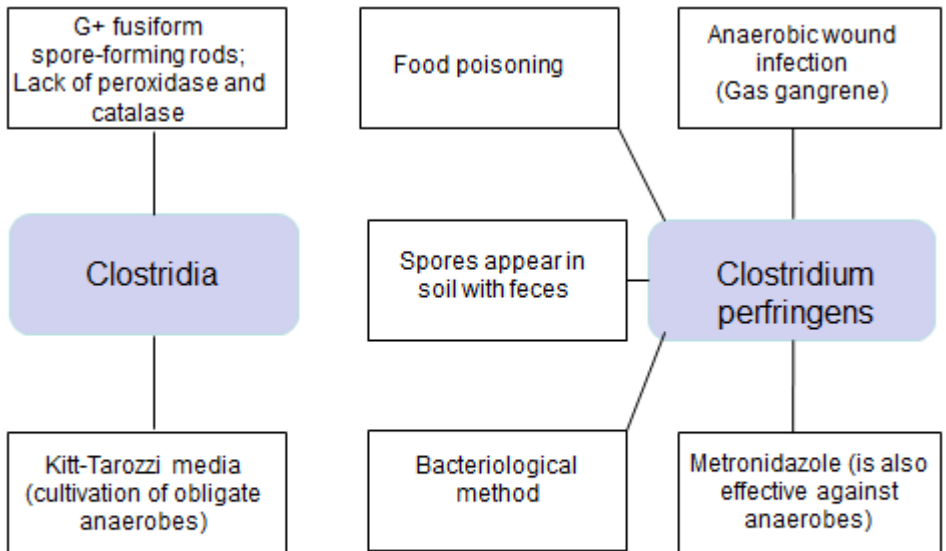 G+ fusiform
spore-forming rods;
Lack of peroxidase and
catalase
Food poisoning
Anaerobic wound
infection
(Gas gangrene)
Clostridia
Spores appear in
soil with feces
Clostridium
perfringens
Kitt-Tarozzi media
(cultivation of obligate
anaerobes)
Bacteriological
method
Metronidazole (is also
effective against
anaerobes)